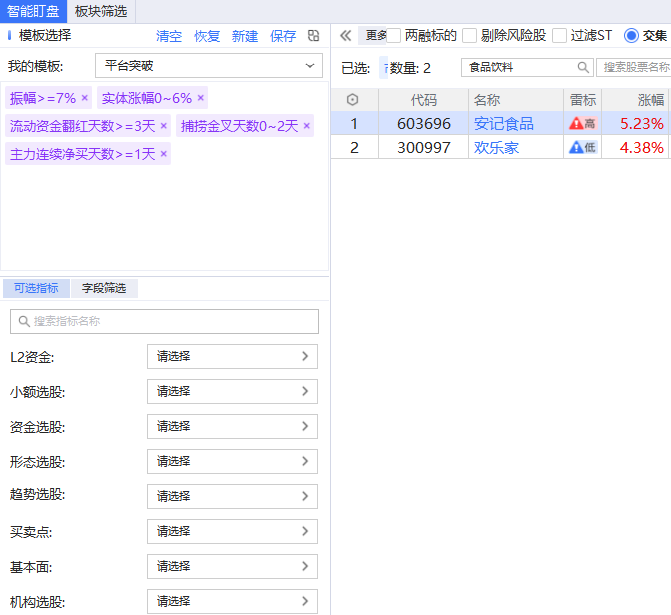 智能盯盘 板块筛选
模板选择 清空 恢复 新建 保存
我的模板: 平台突破
振幅>=7% × 实体涨幅0~6% ×
流动资金翻红天数>=3天 × 捕捞金叉天数0~2天 ×
主力连续净买天数>=1天 ×
可选指标 字段筛选
搜索指标名称
L2资金: 请选择
小额选股: 请选择
资金选股: 请选择
形态选股: 请选择
趋势选股: 请选择
买卖点: 请选择
基本面: 请选择
机构选股: 请选择
更多 两融标的 剔除风险股 过滤ST 交集
已选: 数量: 2 食品饮料 搜索股票名称
代码 名称 雷标 涨幅
1 603696 安记食品 高 5.23%
2 300997 欢乐家 低 4.38%